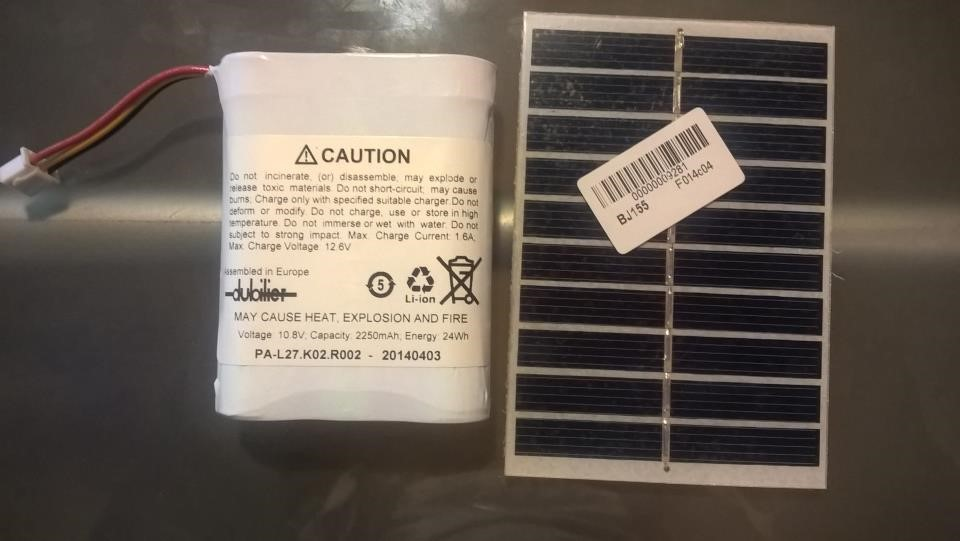 CAUTION
Do not incinerate, (or) disassemble, may explode or
release toxic materials. Do not short-circuit, may cause
burns. Charge only with specified suitable charger. Do not
deform or modify. Do not charge, use or store in high
temperature. Do not immerse or wet with water. Do not
subject to strong impact. Max. Charge Current: 1.6A;
Max. Charge Voltage: 12.6V
Assembled in Europe
dubilier
5
Li-ion
MAY CAUSE HEAT, EXPLOSION AND FIRE
Voltage: 10.8V; Capacity: 2250mAh; Energy: 24Wh
PA-L27.K02.R002 - 20140403
00000009281
BJ155 F014c04